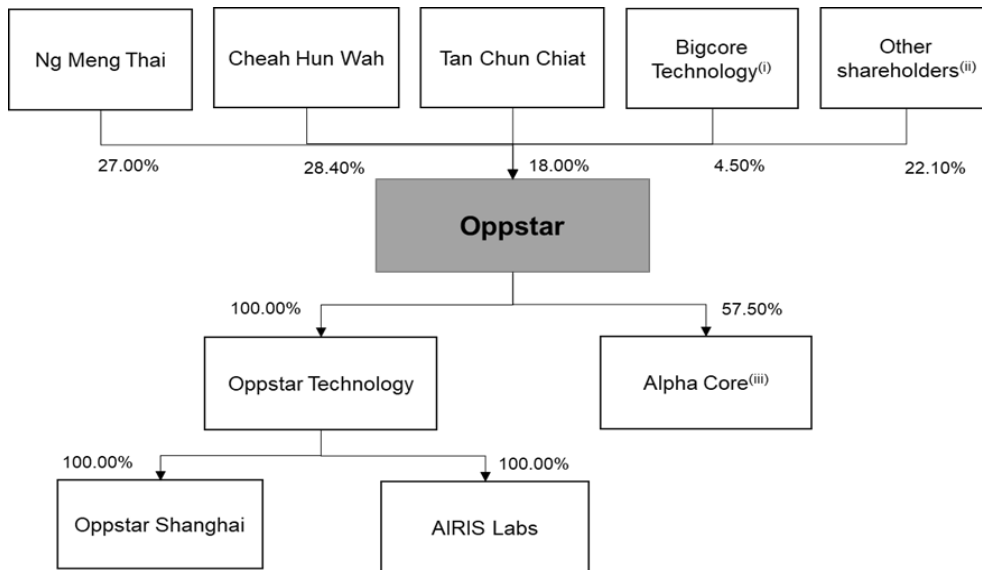 Ng Meng Thai
Cheah Hun Wah
Tan Chun Chiat
Bigcore
Technology(i)
Other
shareholders(ii)
27.00%
28.40%
18.00%
4.50%
22.10%
Oppstar
100.00%
57.50%
Oppstar Technology
Alpha Core(iii)
100.00%
100.00%
Oppstar Shanghai
AIRIS Labs